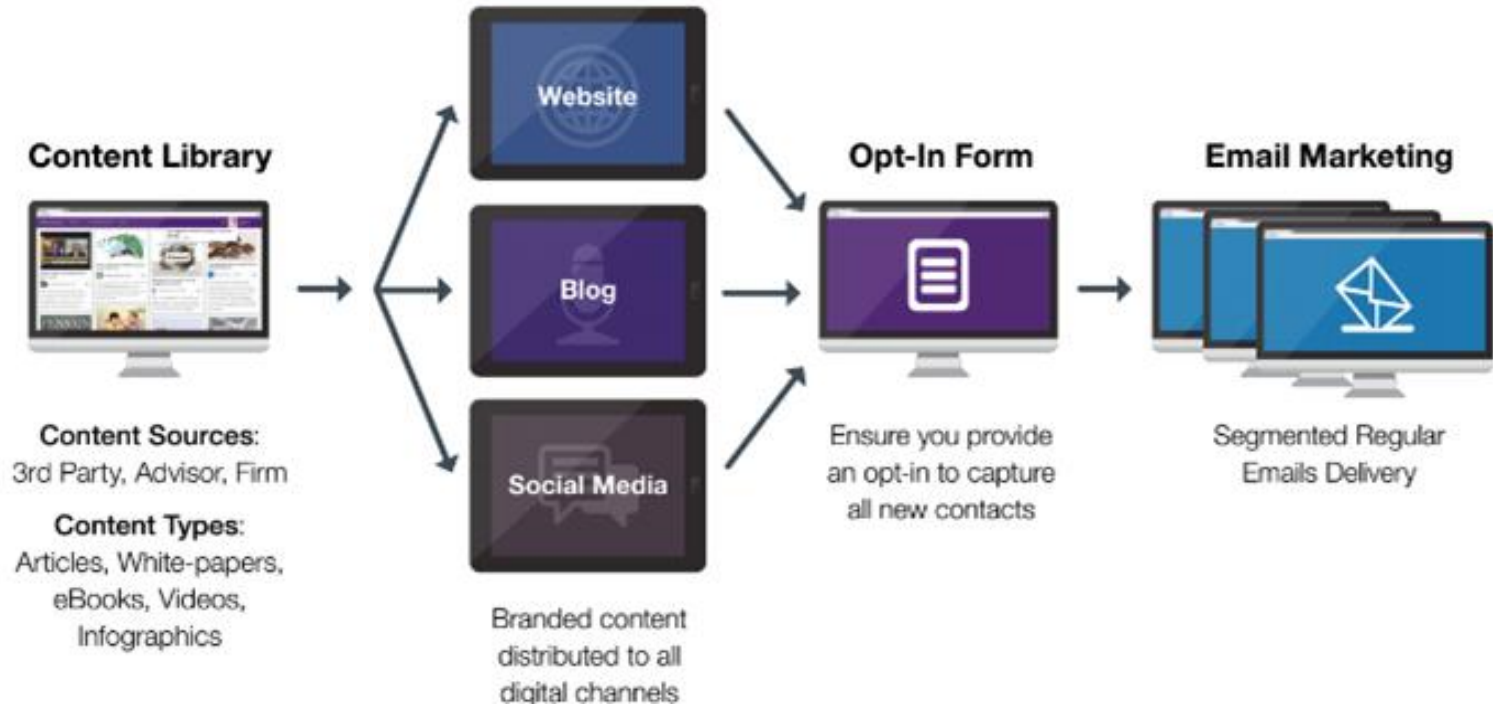 Content Library
Content Sources:
3rd Party, Advisor, Firm
Content Types:
Articles, White-papers,
eBooks, Videos,
Infographics
Website
Blog
Social Media
Branded content
distributed to all
digital channels
Opt-In Form
Ensure you provide
an opt-in to capture
all new contacts
Email Marketing
Segmented Regular
Emails Delivery